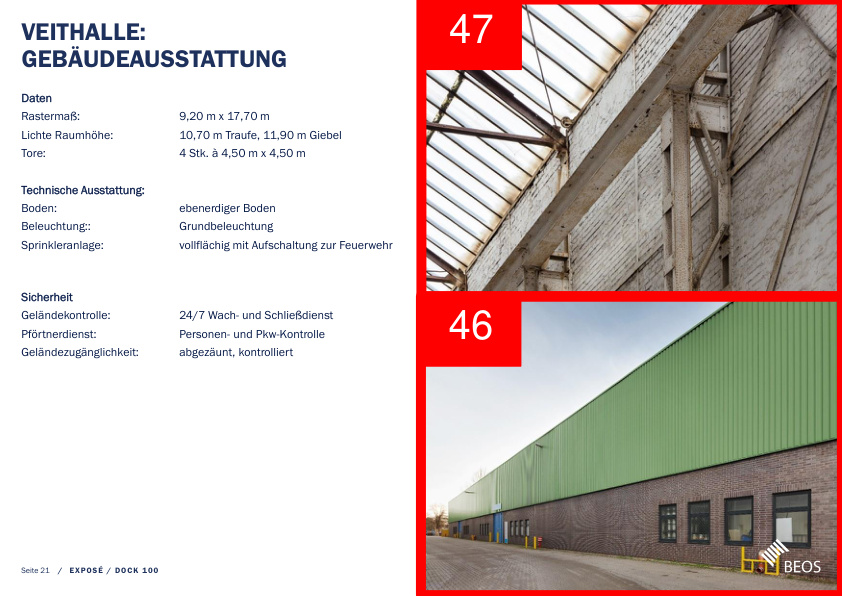 VEITHALLE:
GEBÄUDEAUSSTATTUNG
Daten
Rastermaß: 9,20 m x 17,70 m
Lichte Raumhöhe: 10,70 m Traufe, 11,90 m Giebel
Tore: 4 Stk. à 4,50 m x 4,50 m
Technische Ausstattung:
Boden: ebenerdiger Boden
Beleuchtung:: Grundbeleuchtung
Sprinkleranlage: vollflächig mit Aufschaltung zur Feuerwehr
Sicherheit
Geländekontrolle: 24/7 Wach- und Schließdienst
Pförtnerdienst: Personen- und Pkw-Kontrolle
Geländezugänglichkeit: abgezäunt, kontrolliert
Seite 21 / EXPOSÉ / DOCK 100
47
46
BEOS